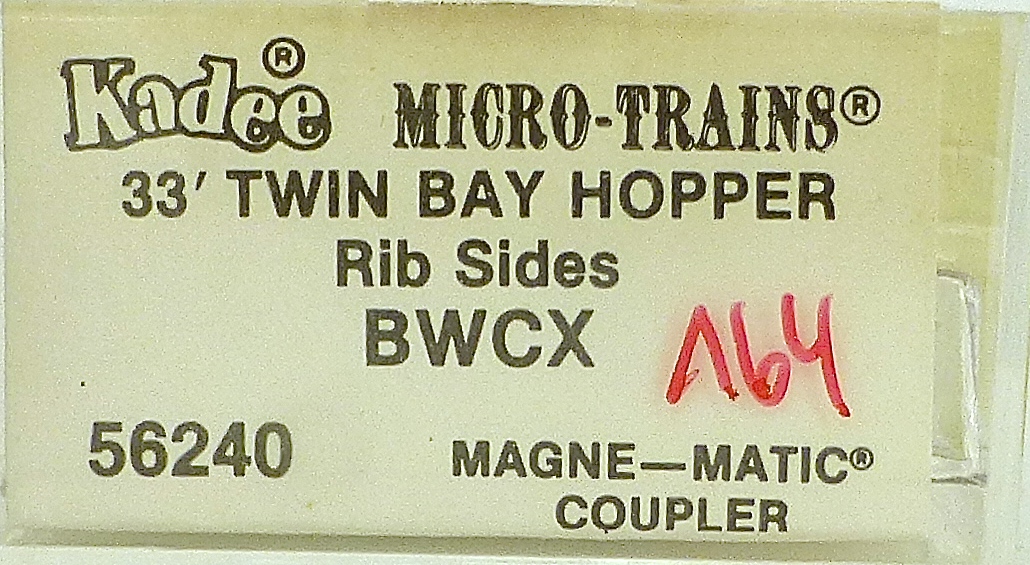 Kadee® MICRO-TRAINS®
33' TWIN BAY HOPPER
Rib Sides
BWCX
164
56240
MAGNE—MATIC®
COUPLER